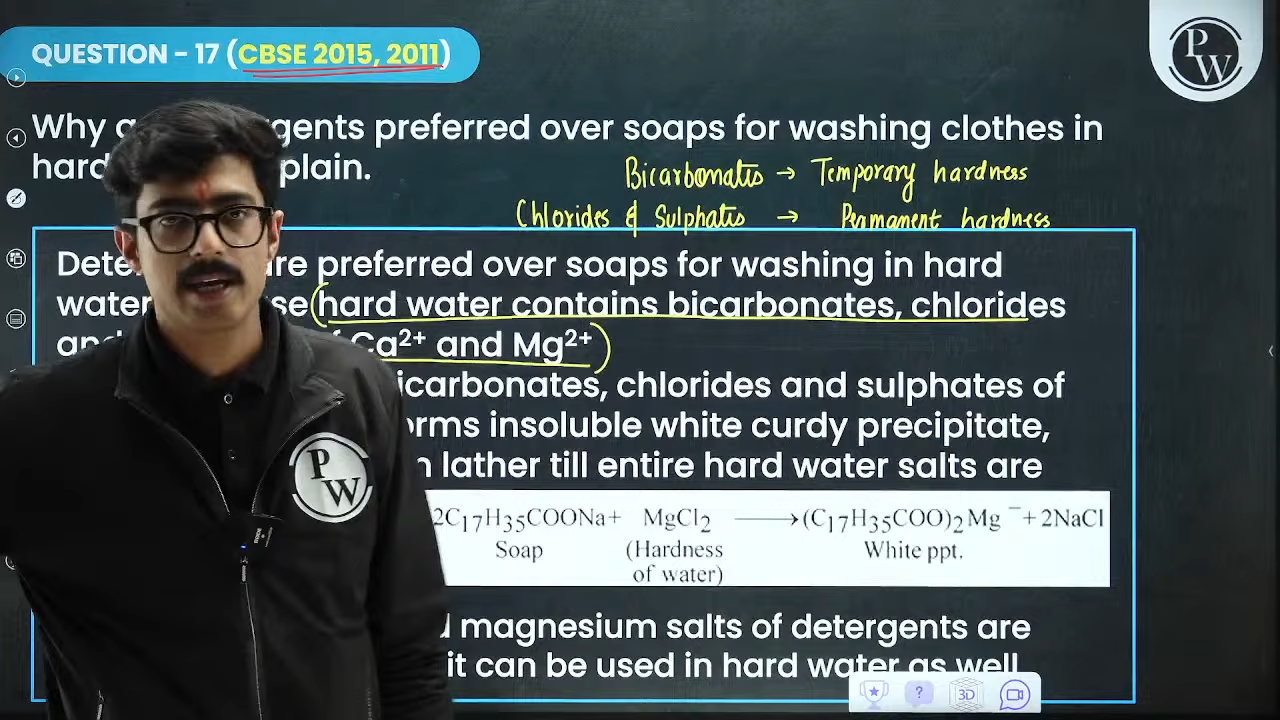 QUESTION - 17 (CBSE 2015, 2011)
PW
Why gents preferred over soaps for washing clothes in
hard plain.
Bicarbonates → Temporary hardness
Chlorides & Sulphates → Permanent hardness
Dete are preferred over soaps for washing in hard
water se hard water contains bicarbonates, chlorides
an Ca²⁺ and Mg²⁺
icarbonates, chlorides and sulphates of
orms insoluble white curdy precipitate,
lather till entire hard water salts are
2C₁₇H₃₅COONa + MgCl₂ → (C₁₇H₃₅COO)₂Mg⁻ + 2NaCl
Soap (Hardness White ppt.
of water)
magnesium salts of detergents are
it can be used in hard water as well
PW
3D